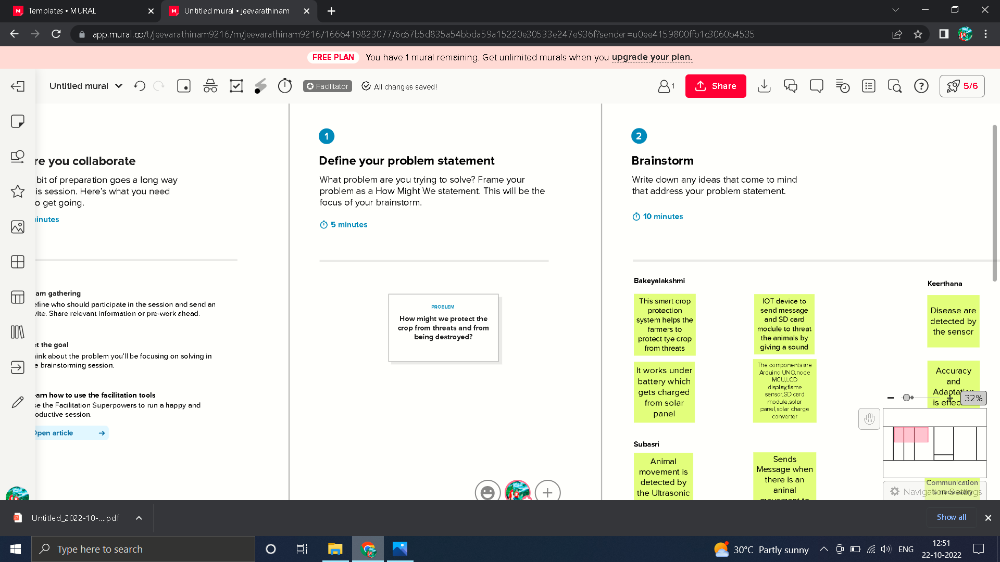 Templates • MURAL
Untitled mural • jeevarathinam
app.mural.co/t/jeevarathinam9216/m/jeevarathinam9216/1666419823077/6c67b5d835a54bbda59a15220e30533e247e936f?sender=u0ee4159800ffb1c3060b4535
FREE PLAN You have 1 mural remaining. Get unlimited murals when you upgrade your plan.
Untitled mural
Facilitator
All changes saved!
1
Share
5/6
re you collaborate
bit of preparation goes a long way
is session. Here's what you need
o get going.
inutes
am gathering
efine who should participate in the session and send an
vite. Share relevant information or pre-work ahead.
et the goal
ink about the problem you'll be focusing on solving in
e brainstorming session.
earn how to use the facilitation tools
se the Facilitation Superpowers to run a happy and
oductive session.
Open article →
1
Define your problem statement
What problem are you trying to solve? Frame your
problem as a How Might We statement. This will be the
focus of your brainstorm.
5 minutes
PROBLEM
How might we protect the
crop from threats and from
being destroyed?
2
Brainstorm
Write down any ideas that come to mind
that address your problem statement.
10 minutes
Bakeyalakshmi
This smart crop
protection
system helps the
farmers to
protect tye crop
from threats
IOT device to
send message
and SD card
module to threat
the animals by
giving a sound
It works under
battery which
gets charged
from solar
panel
The components are
Arduino UNO,node
MCU,LCD
display,flame
sensor,SD card
module,solar
panel,solar charge
converter
Keerthana
Disease are
detected by
the sensor
Accuracy
and
Adaptation
is effec
32%
Subasri
Animal
movement is
detected by
the Ultrasonic
Sends
Message when
there is an
aninal
movement to
Communication
is necessary
Navigation Settings
Untitled_2022-10-....pdf
Show all
Type here to search
30°C Partly sunny
ENG
12:51
22-10-2022